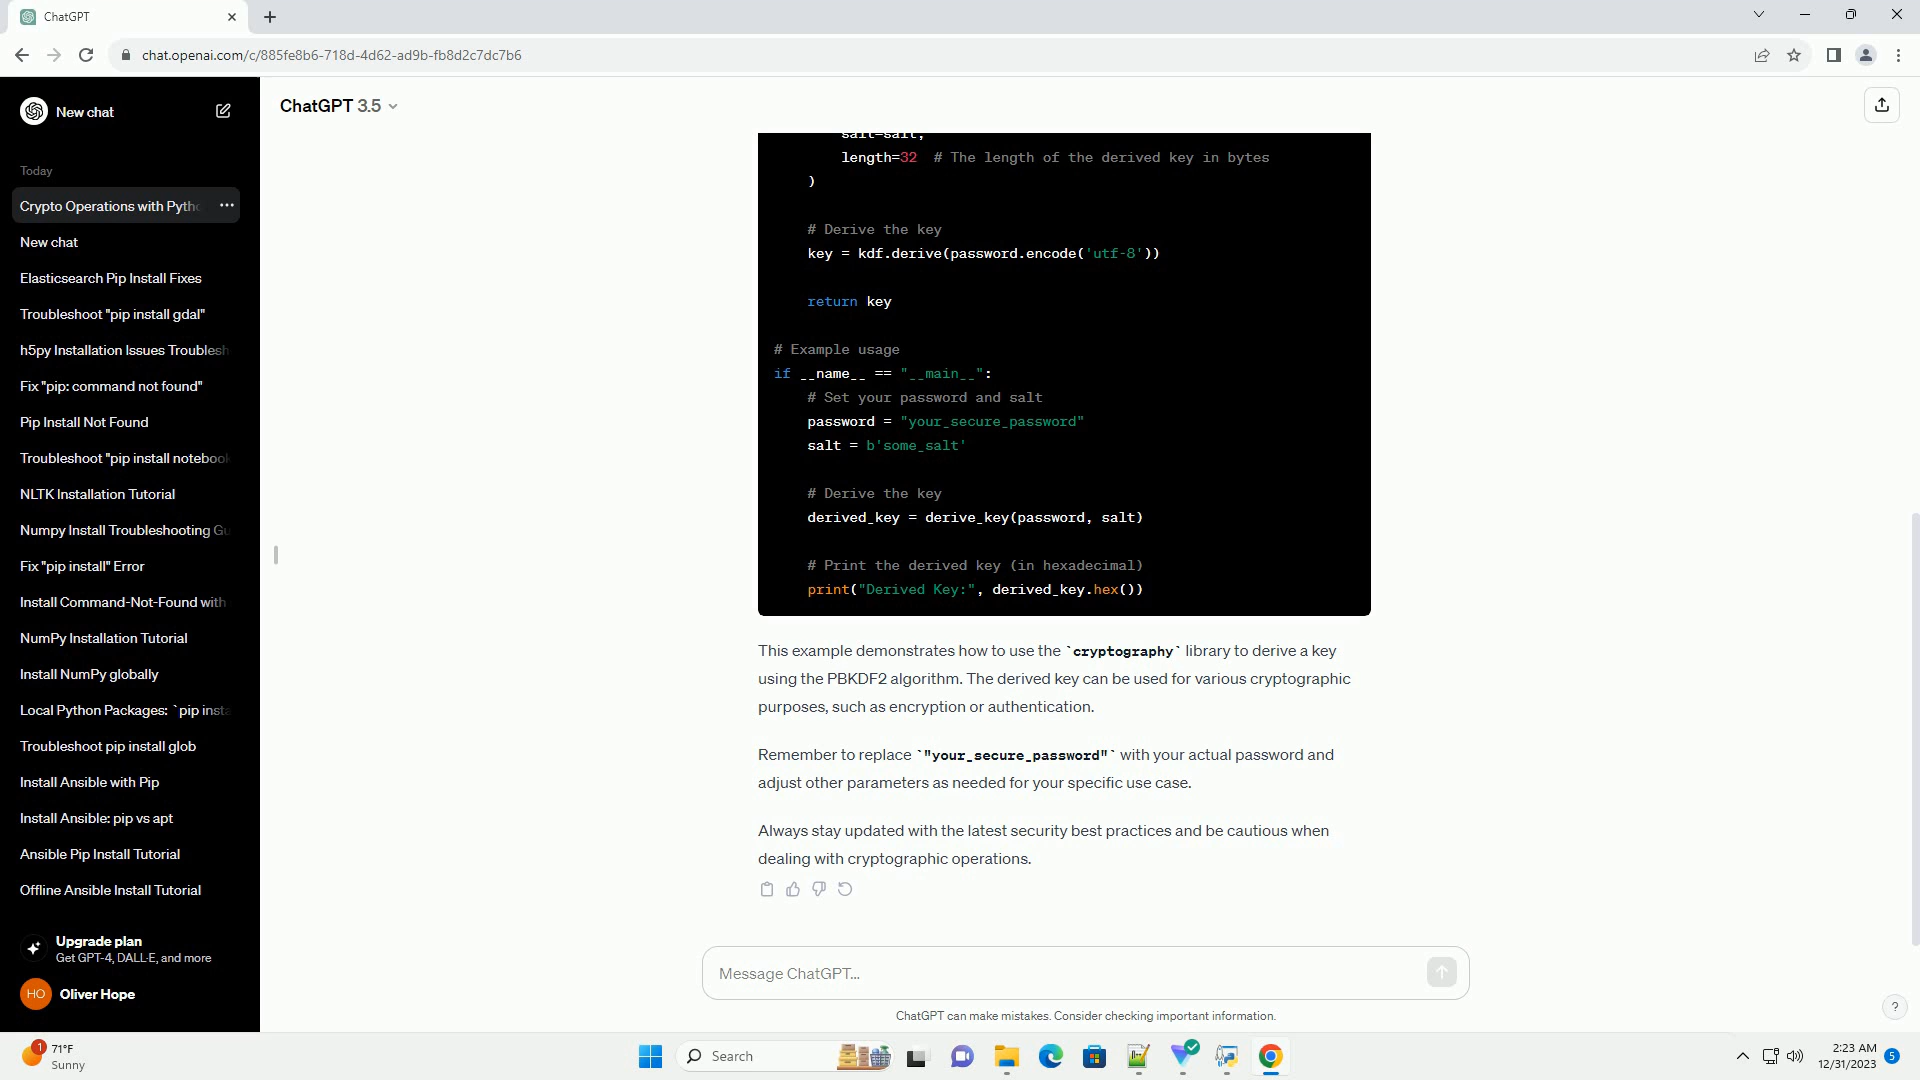 ChatGPT
chat.openai.com/c/885fe8b6-718d-4d62-ad9b-fb8d2c7dc7b6
New chat
Today
Crypto Operations with Pytho
New chat
Elasticsearch Pip Install Fixes
Troubleshoot "pip install gdal"
h5py Installation Issues Troublesh
Fix "pip: command not found"
Pip Install Not Found
Troubleshoot "pip install notebook
NLTK Installation Tutorial
Numpy Install Troubleshooting Gu
Fix "pip install" Error
Install Command-Not-Found with
NumPy Installation Tutorial
Install NumPy globally
Local Python Packages: `pip insta
Troubleshoot pip install glob
Install Ansible with Pip
Install Ansible: pip vs apt
Ansible Pip Install Tutorial
Offline Ansible Install Tutorial
Upgrade plan
Get GPT-4, DALL·E, and more
HO
Oliver Hope
ChatGPT 3.5
salt=salt,
length=32  # The length of the derived key in bytes
)
# Derive the key
key = kdf.derive(password.encode('utf-8'))
return key
# Example usage
if __name__ == "__main__":
# Set your password and salt
password = "your_secure_password"
salt = b'some_salt'
# Derive the key
derived_key = derive_key(password, salt)
# Print the derived key (in hexadecimal)
print("Derived Key:", derived_key.hex())
This example demonstrates how to use the `cryptography` library to derive a key
using the PBKDF2 algorithm. The derived key can be used for various cryptographic
purposes, such as encryption or authentication.
Remember to replace `"your_secure_password"` with your actual password and
adjust other parameters as needed for your specific use case.
Always stay updated with the latest security best practices and be cautious when
dealing with cryptographic operations.
Message ChatGPT…
ChatGPT can make mistakes. Consider checking important information.
?
1
71°F
Sunny
Search
2:23 AM
12/31/2023
5